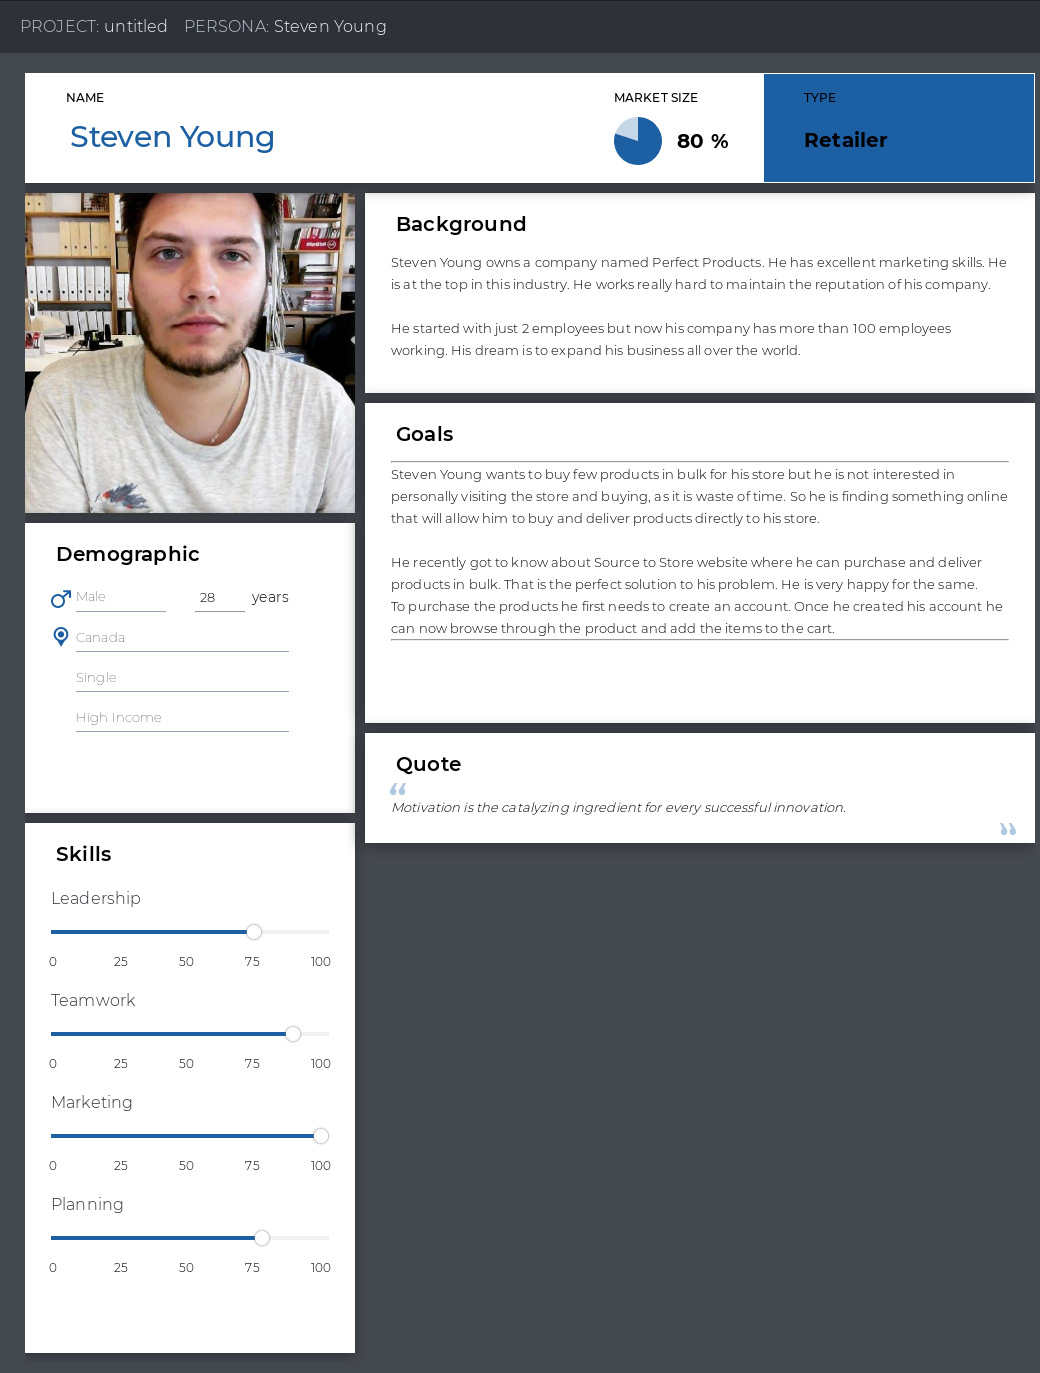 PROJECT: untitled PERSONA: Steven Young
NAME
Steven Young
MARKET SIZE
80 %
TYPE
Retailer
Background
Steven Young owns a company named Perfect Products. He has excellent marketing skills. He
is at the top in this industry. He works really hard to maintain the reputation of his company.
He started with just 2 employees but now his company has more than 100 employees
working. His dream is to expand his business all over the world.
Goals
Steven Young wants to buy few products in bulk for his store but he is not interested in
personally visiting the store and buying, as it is waste of time. So he is finding something online
that will allow him to buy and deliver products directly to his store.
He recently got to know about Source to Store website where he can purchase and deliver
products in bulk. That is the perfect solution to his problem. He is very happy for the same.
To purchase the products he first needs to create an account. Once he created his account he
can now browse through the product and add the items to the cart.
Demographic
Male 28 years
Canada
Single
High Income
Quote
“
Motivation is the catalyzing ingredient for every successful innovation.
”
Skills
Leadership
0 25 50 75 100
Teamwork
0 25 50 75 100
Marketing
0 25 50 75 100
Planning
0 25 50 75 100